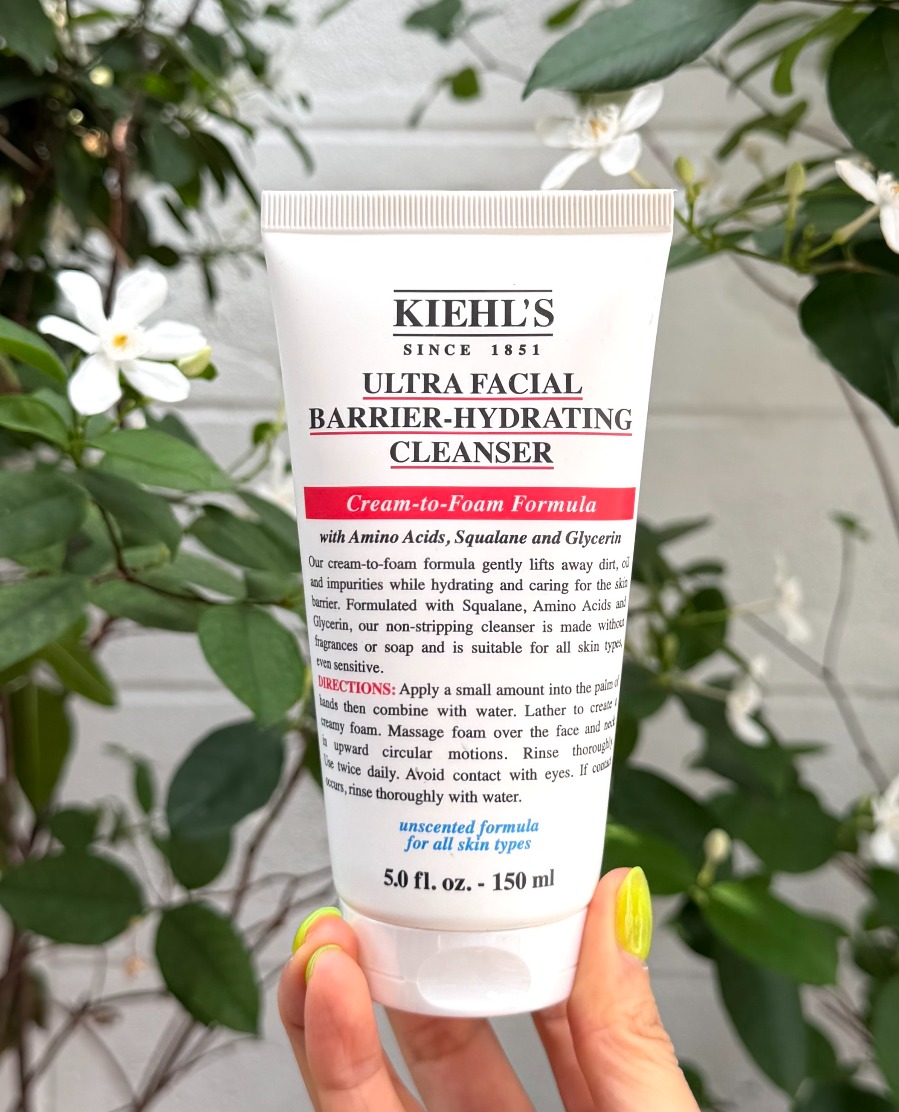 KIEHL'S
SINCE 1851
ULTRA FACIAL
BARRIER-HYDRATING
CLEANSER
Cream-to-Foam Formula
with Amino Acids, Squalane and Glycerin
Our cream-to-foam formula gently lifts away dirt, oil
and impurities while hydrating and caring for the skin
barrier. Formulated with Squalane, Amino Acids and
Glycerin, our non-stripping cleanser is made without
fragrances or soap and is suitable for all skin types,
even sensitive.
DIRECTIONS: Apply a small amount into the palm of
hands then combine with water. Lather to create a
creamy foam. Massage foam over the face and neck
in upward circular motions. Rinse thoroughly.
Use twice daily. Avoid contact with eyes. If contact
occurs, rinse thoroughly with water.
unscented formula
for all skin types
5.0 fl. oz. - 150 ml